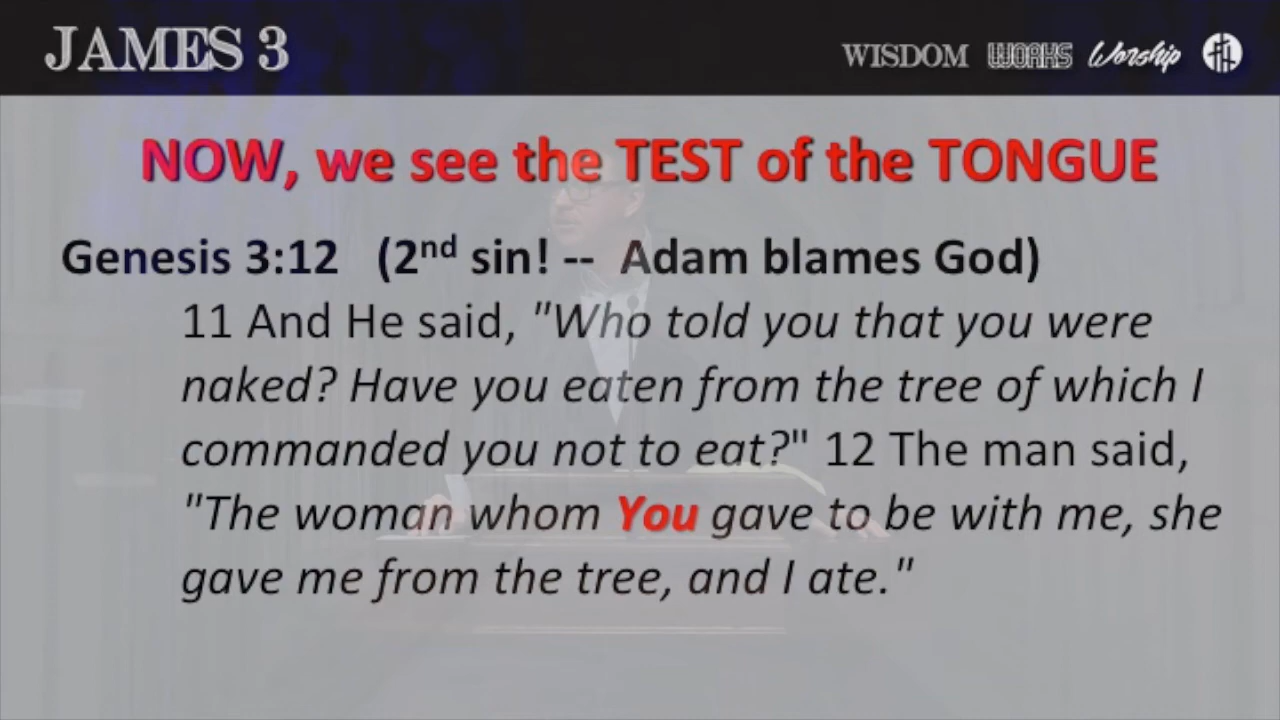 JAMES 3
WISDOM WORKS Worship
NOW, we see the TEST of the TONGUE
Genesis 3:12 (2nd sin! -- Adam blames God)
11 And He said, "Who told you that you were
naked? Have you eaten from the tree of which I
commanded you not to eat?" 12 The man said,
"The woman whom You gave to be with me, she
gave me from the tree, and I ate."